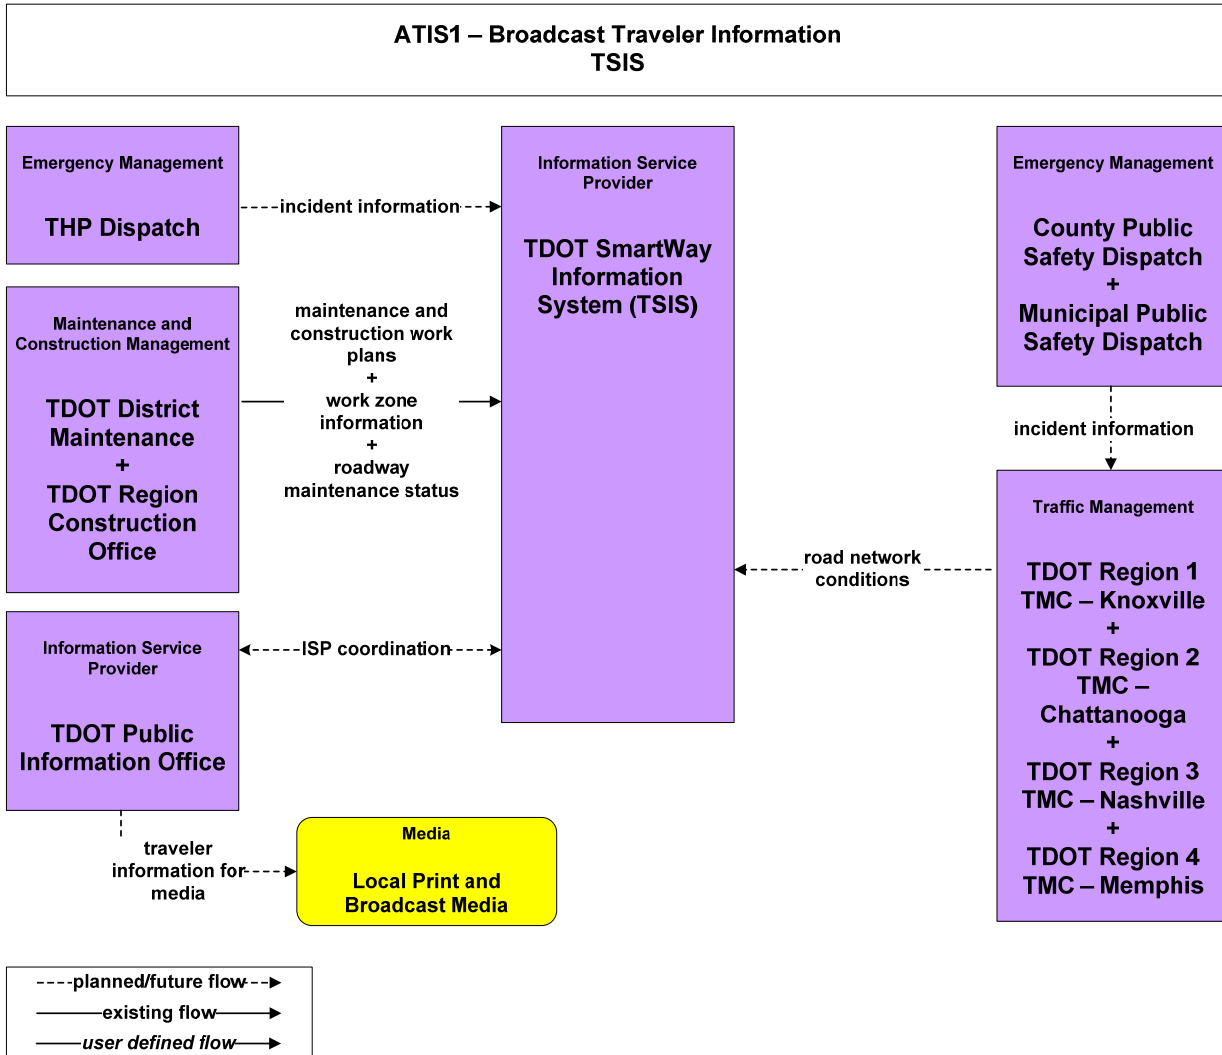 ATIS1 – Broadcast Traveler Information
TSIS
Emergency Management
THP Dispatch
incident information
Information Service
Provider
TDOT SmartWay
Information
System (TSIS)
Emergency Management
County Public
Safety Dispatch
+
Municipal Public
Safety Dispatch
Maintenance and
Construction Management
TDOT District
Maintenance
+
TDOT Region
Construction
Office
maintenance and
construction work
plans
+
work zone
information
+
roadway
maintenance status
incident information
Traffic Management
TDOT Region 1
TMC – Knoxville
+
TDOT Region 2
TMC –
Chattanooga
+
TDOT Region 3
TMC – Nashville
+
TDOT Region 4
TMC – Memphis
road network
conditions
Information Service
Provider
TDOT Public
Information Office
ISP coordination
traveler
information for
media
Media
Local Print and
Broadcast Media
planned/future flow
existing flow
user defined flow